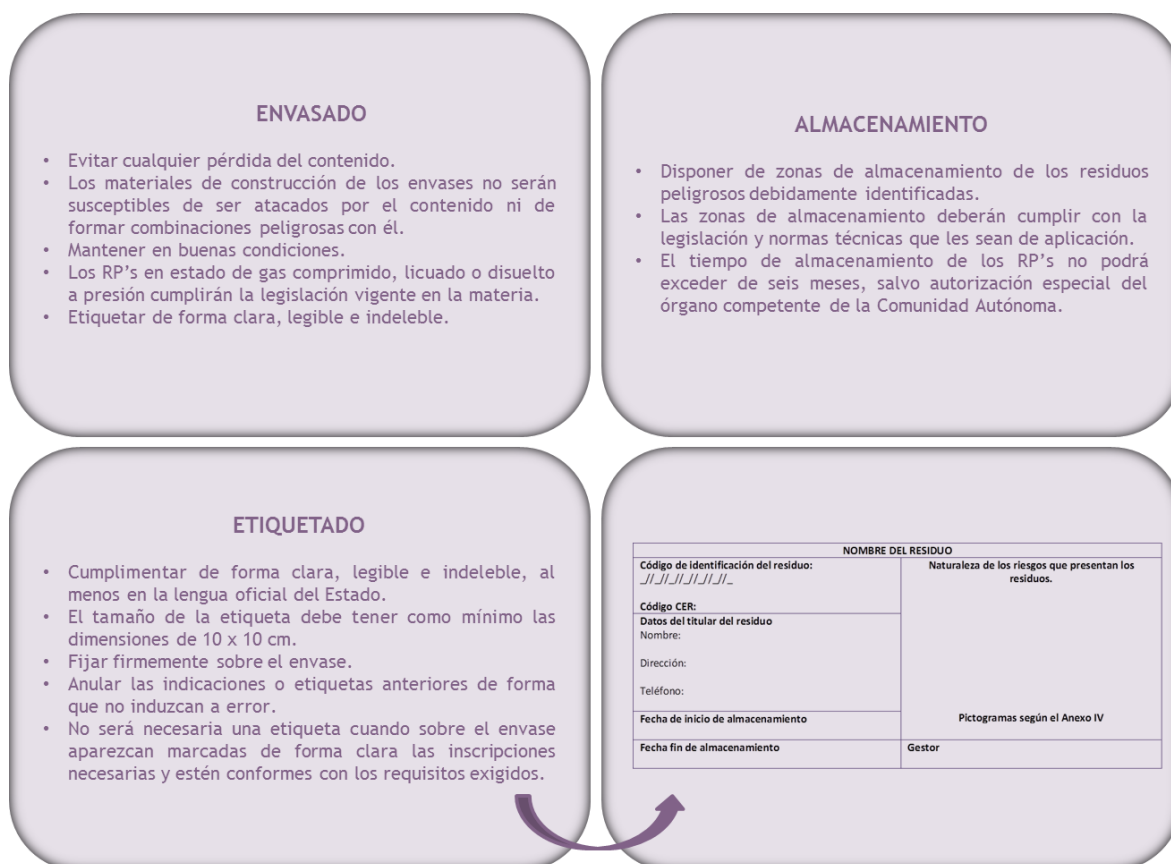 ENVASADO
• Evitar cualquier pérdida del contenido.
• Los materiales de construcción de los envases no serán
susceptibles de ser atacados por el contenido ni de
formar combinaciones peligrosas con él.
• Mantener en buenas condiciones.
• Los RP’s en estado de gas comprimido, licuado o disuelto
a presión cumplirán la legislación vigente en la materia.
• Etiquetar de forma clara, legible e indeleble.
ALMACENAMIENTO
• Disponer de zonas de almacenamiento de los residuos
peligrosos debidamente identificadas.
• Las zonas de almacenamiento deberán cumplir con la
legislación y normas técnicas que les sean de aplicación.
• El tiempo de almacenamiento de los RP’s no podrá
exceder de seis meses, salvo autorización especial del
órgano competente de la Comunidad Autónoma.
ETIQUETADO
• Cumplimentar de forma clara, legible e indeleble, al
menos en la lengua oficial del Estado.
• El tamaño de la etiqueta debe tener como mínimo las
dimensiones de 10 x 10 cm.
• Fijar firmemente sobre el envase.
• Anular las indicaciones o etiquetas anteriores de forma
que no induzcan a error.
• No será necesaria una etiqueta cuando sobre el envase
aparezcan marcadas de forma clara las inscripciones
necesarias y estén conformes con los requisitos exigidos.
NOMBRE DEL RESIDUO
Código de identificación del residuo:
_//_//_//_//_//_//_
Código CER:
Datos del titular del residuo
Nombre:
Dirección:
Teléfono:
Fecha de inicio de almacenamiento
Fecha fin de almacenamiento
Naturaleza de los riesgos que presentan los
residuos.
Pictogramas según el Anexo IV
Gestor